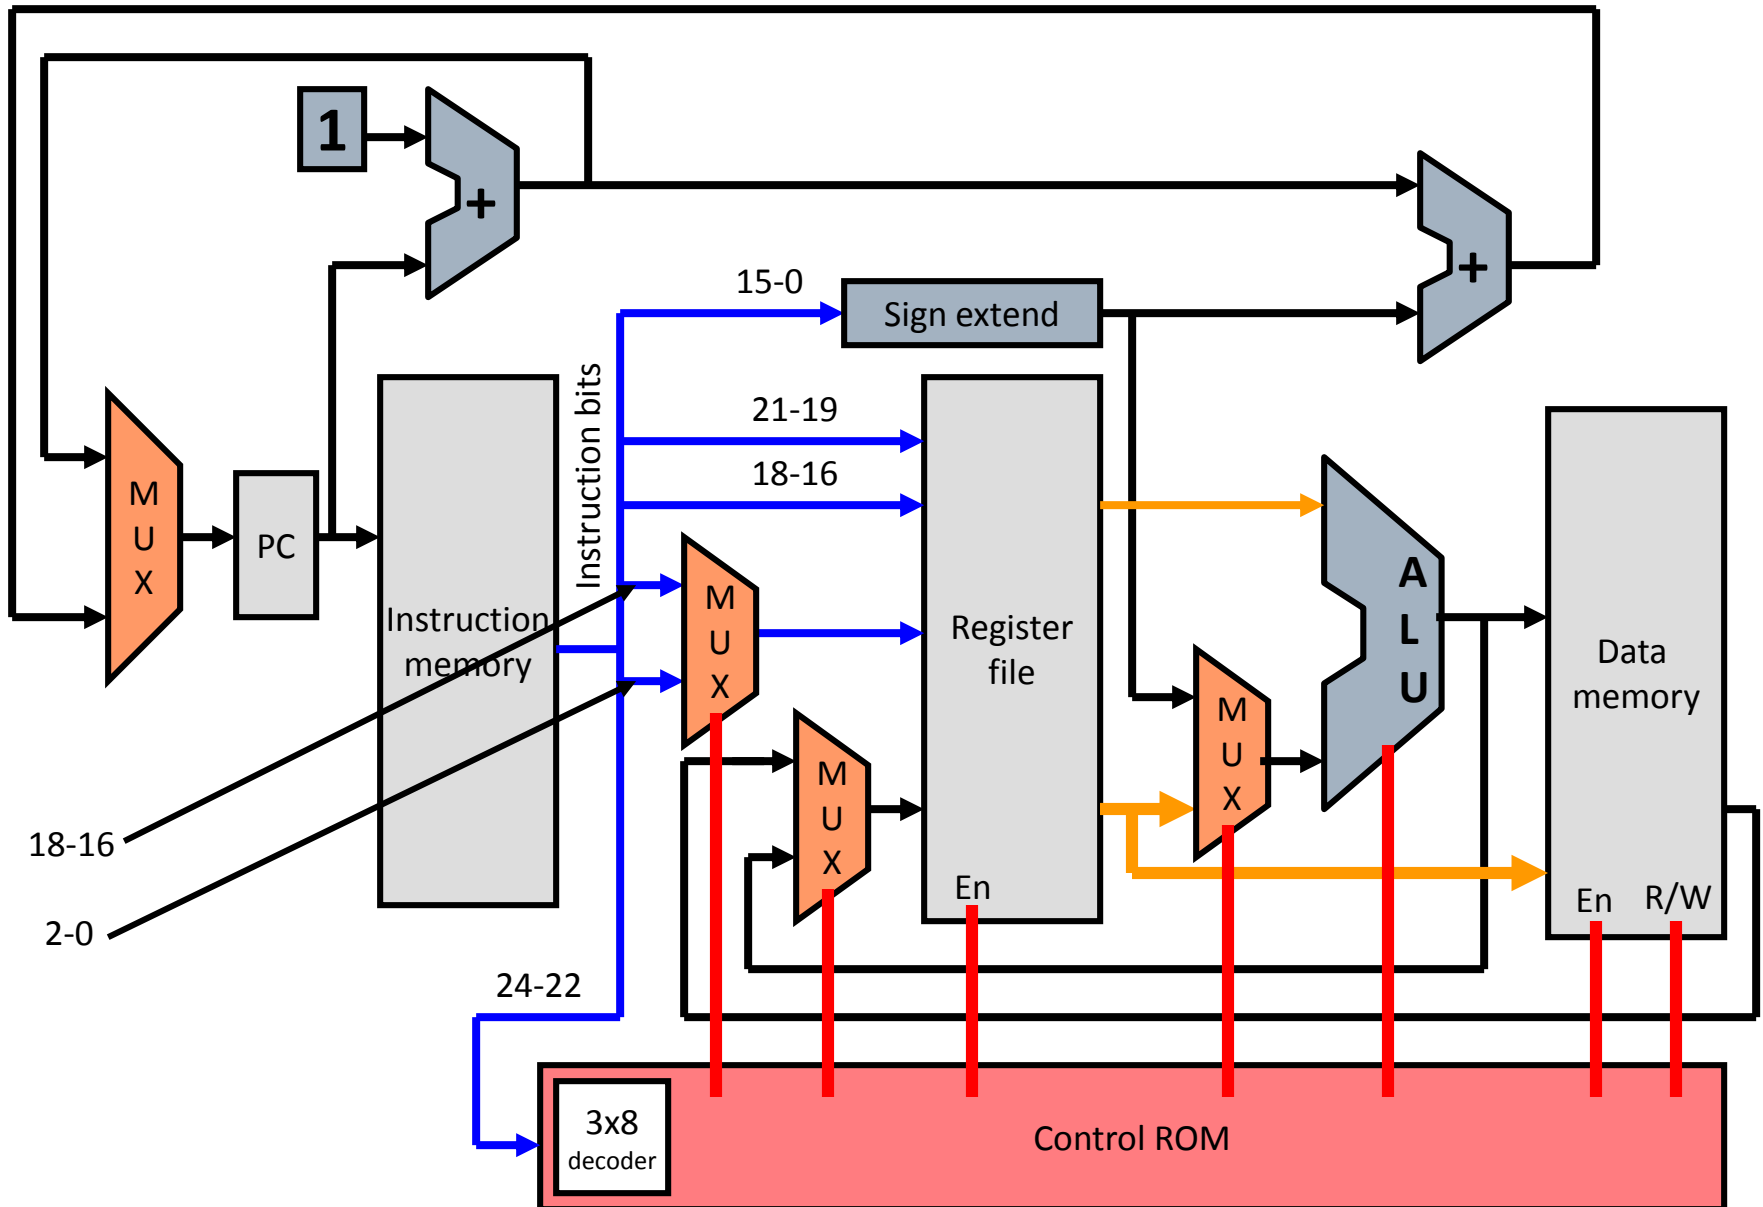 1
+
+
15-0
Sign extend
Instruction bits
21-19
18-16
M
U
X
PC
Instruction
memory
M
U
X
Register
file
En
M
U
X
M
U
X
A
L
U
Data
memory
En
R/W
18-16
2-0
24-22
3x8
decoder
Control ROM